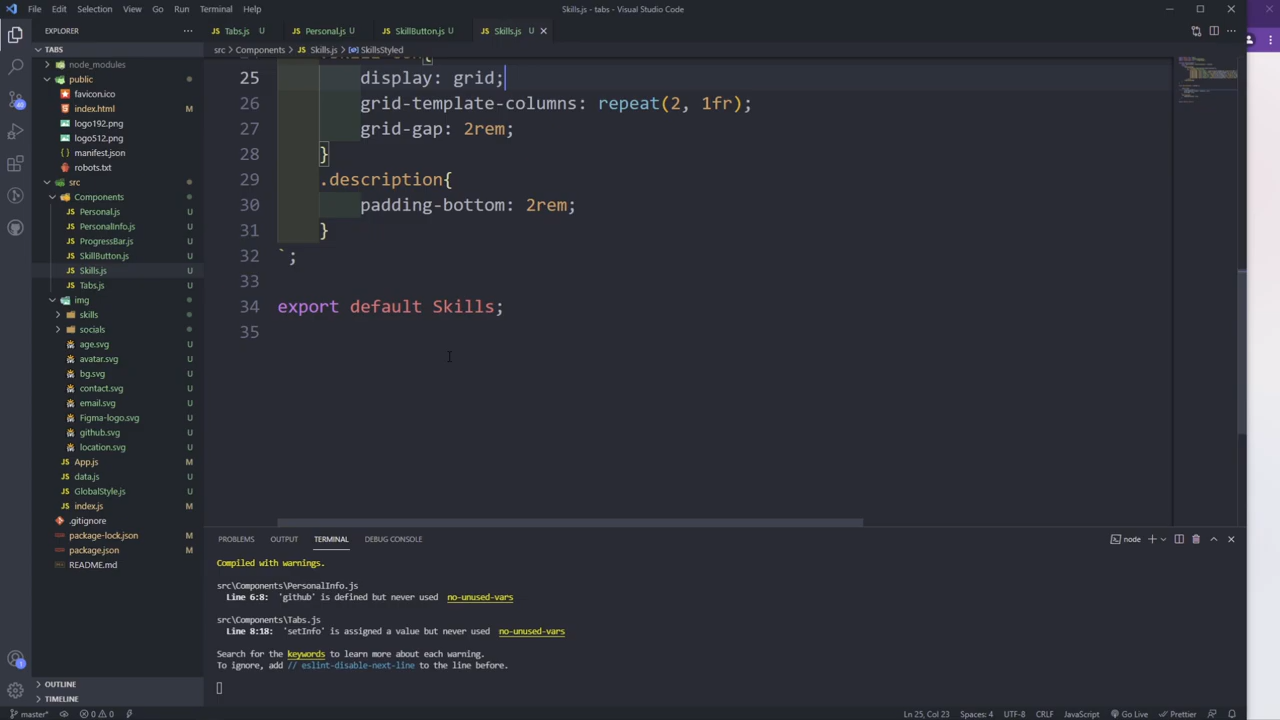 File Edit Selection View Go Run Terminal Help
Skills.js - tabs - Visual Studio Code
EXPLORER
Tabs.js U
Personal.js U
SkillButton.js U
Skills.js U
TABS
src > Components > Skills.js > SkillsStyled
node_modules
public
favicon.ico U
index.html M
logo192.png U
logo512.png U
manifest.json U
robots.txt U
src
Components
Personal.js U
PersonalInfo.js U
ProgressBar.js U
SkillButton.js U
Skills.js U
Tabs.js U
img
skills
socials
age.svg U
avatar.svg U
bg.svg U
contact.svg U
email.svg U
Figma-logo.svg U
github.svg U
location.svg U
App.js M
data.js U
GlobalStyle.js U
index.js M
.gitignore
package-lock.json M
package.json M
README.md
OUTLINE
TIMELINE
25 display: grid;
26 grid-template-columns: repeat(2, 1fr);
27 grid-gap: 2rem;
28 }
29 .description{
30 padding-bottom: 2rem;
31 }
32 `;
33
34 export default Skills;
35
PROBLEMS OUTPUT TERMINAL DEBUG CONSOLE
node
Compiled with warnings.
src\Components\PersonalInfo.js
Line 6:8: 'github' is defined but never used no-unused-vars
src\Components\Tabs.js
Line 8:18: 'setInfo' is assigned a value but never used no-unused-vars
Search for the keywords to learn more about each warning.
To ignore, add // eslint-disable-next-line to the line before.
master* 0 0
Ln 25, Col 23 Spaces: 4 UTF-8 CRLF JavaScript Go Live Prettier